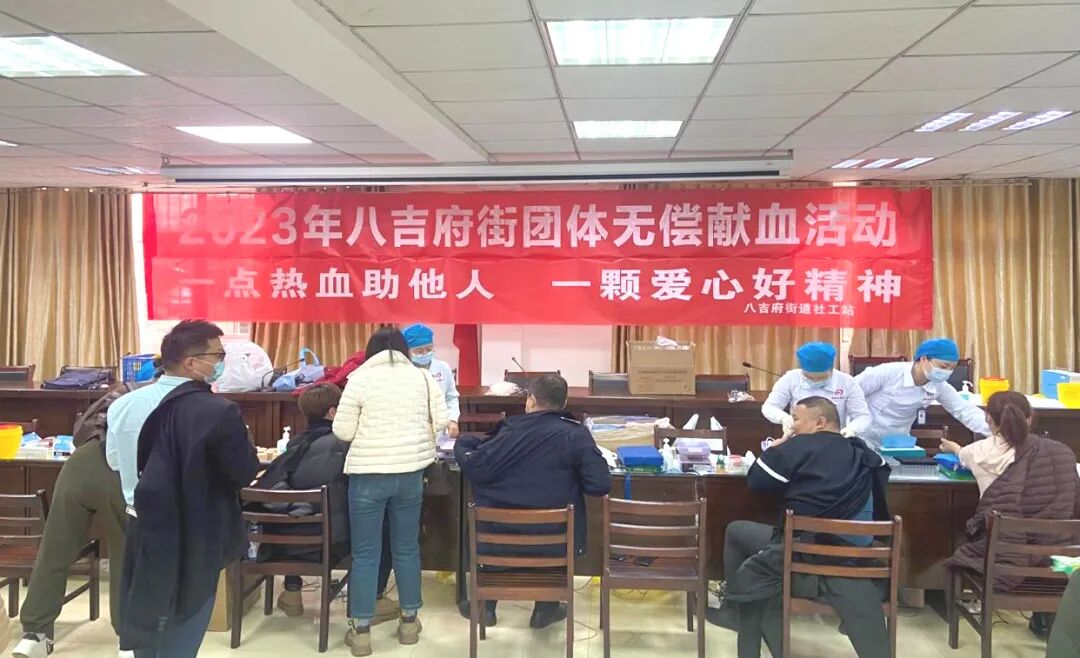 2023年八吉府街团体无偿献血活动
一点热血助他人 一颗爱心好精神
八吉府街道社工站